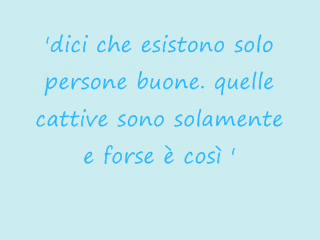 'dici che esistono solo
persone buone. quelle
cattive sono solamente
e forse è così '